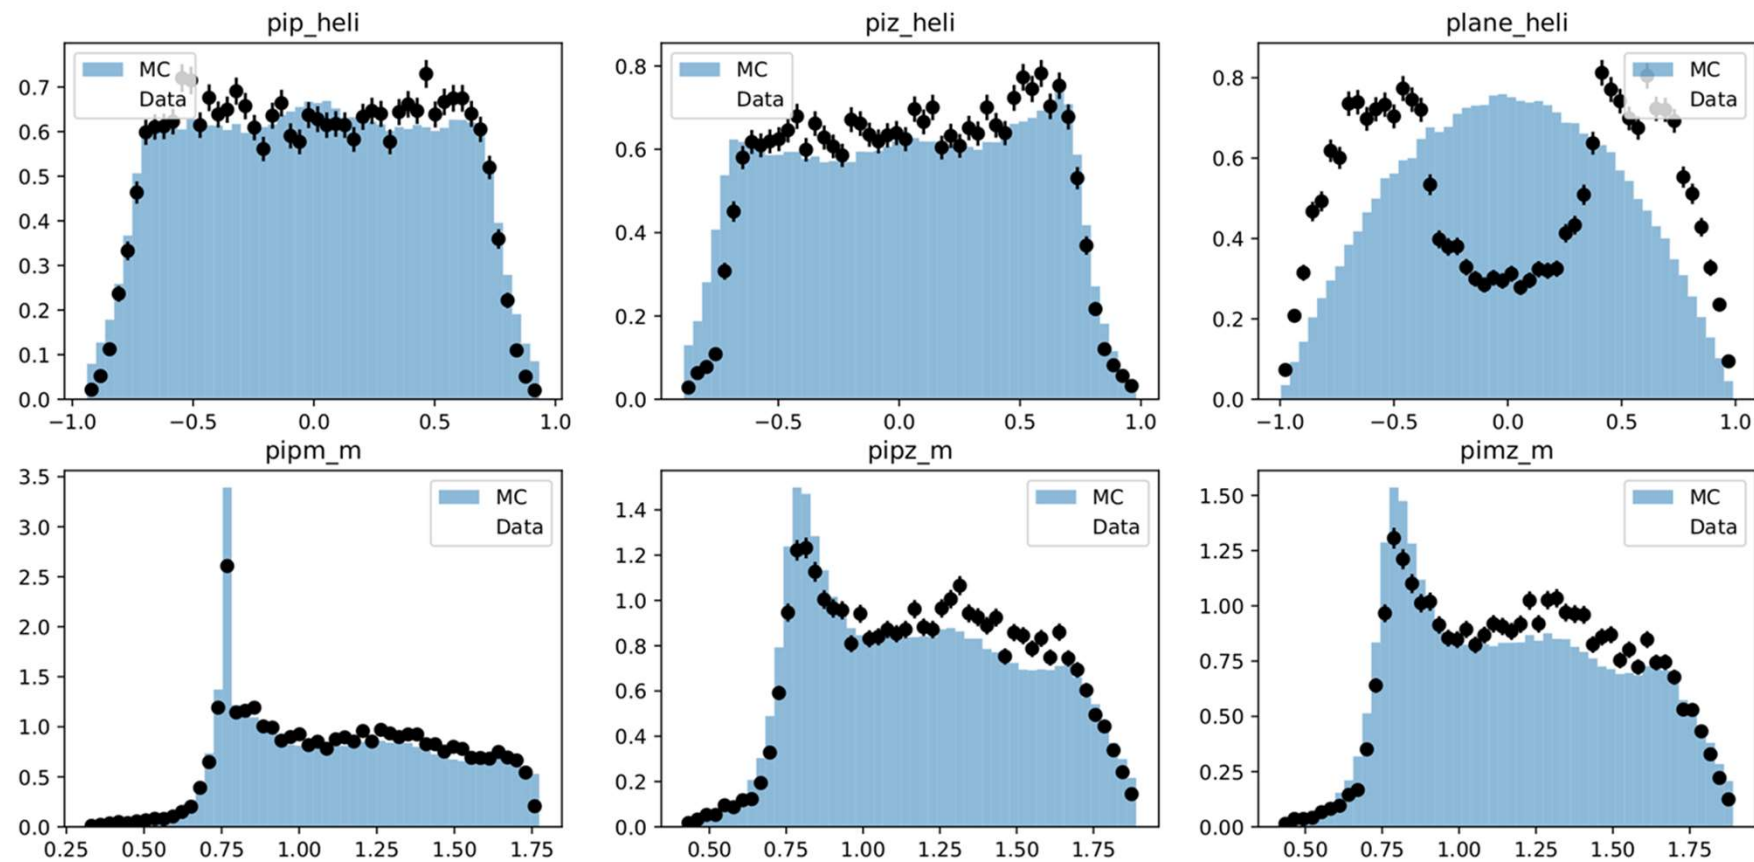 pip_heli
MC
Data
0.7
0.6
0.5
0.4
0.3
0.2
0.1
0.0
−1.0 −0.5 0.0 0.5 1.0
piz_heli
MC
Data
0.8
0.6
0.4
0.2
0.0
−0.5 0.0 0.5 1.0
plane_heli
MC
Data
0.8
0.6
0.4
0.2
0.0
−1.0 −0.5 0.0 0.5 1.0
pipm_m
MC
Data
3.5
3.0
2.5
2.0
1.5
1.0
0.5
0.0
0.25 0.50 0.75 1.00 1.25 1.50 1.75
pipz_m
MC
Data
1.4
1.2
1.0
0.8
0.6
0.4
0.2
0.0
0.50 0.75 1.00 1.25 1.50 1.75
pimz_m
MC
Data
1.50
1.25
1.00
0.75
0.50
0.25
0.00
0.50 0.75 1.00 1.25 1.50 1.75